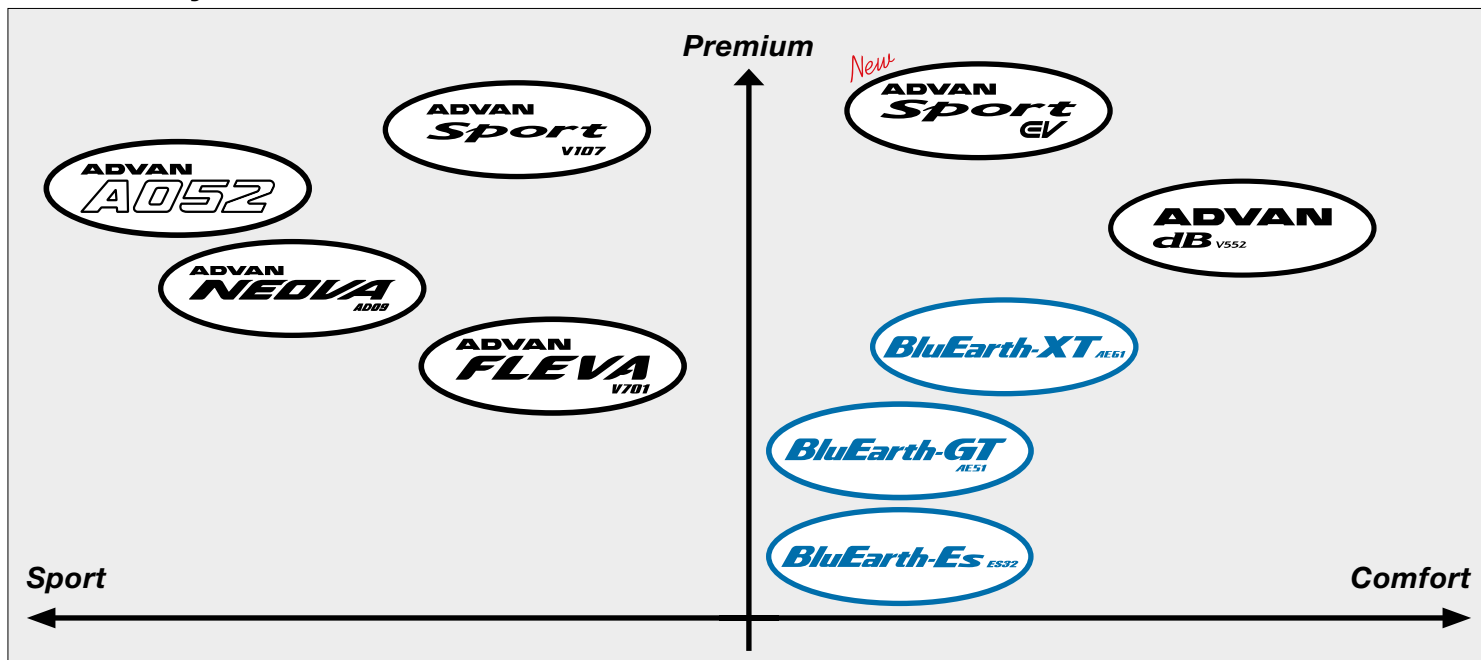 Premium
New
ADVAN
Sport
EV
ADVAN
Sport
V107
ADVAN
A052
ADVAN
dB V552
ADVAN
NEOVA
AD09
BluEarth-XT AE61
ADVAN
FLEVA
V701
BluEarth-GT
AE51
BluEarth-Es ES32
Sport
Comfort